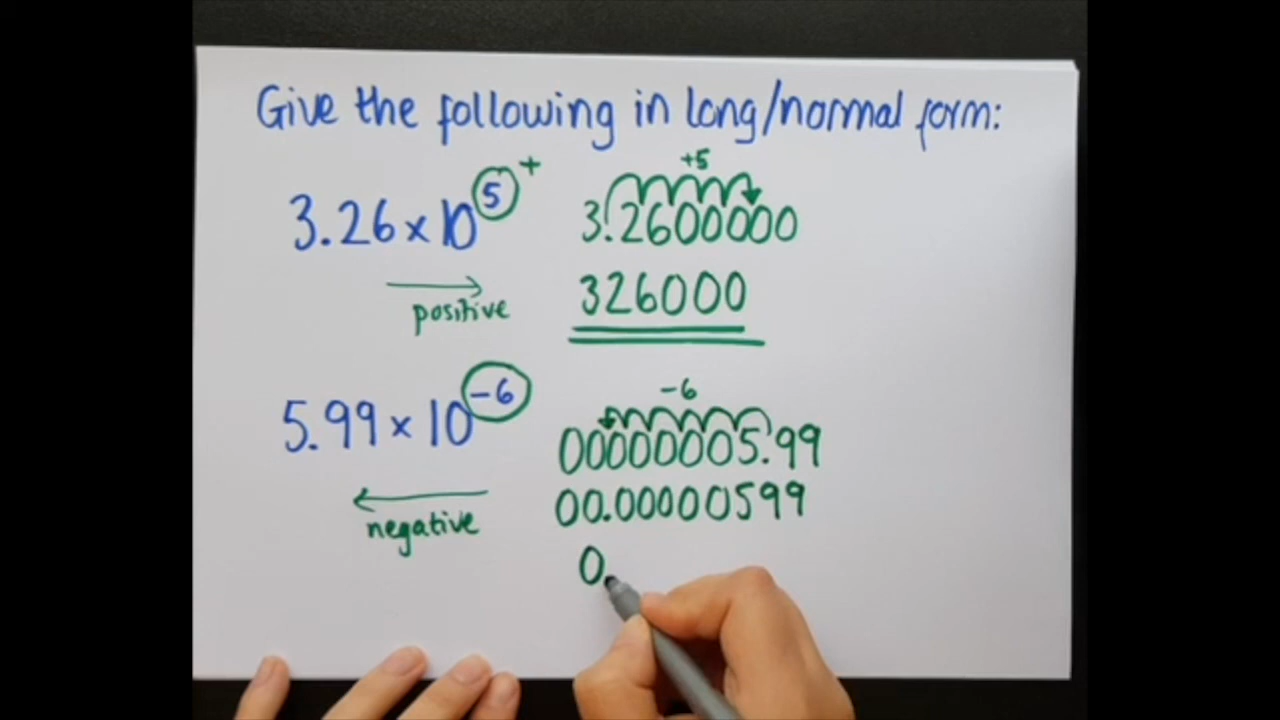 Give the following in long/normal form:
3.26 × 10^5 +
+5
3.2600000
→
positive
326000
5.99 × 10^-6
-6
00000005.99
←
negative
00.00000599
0.